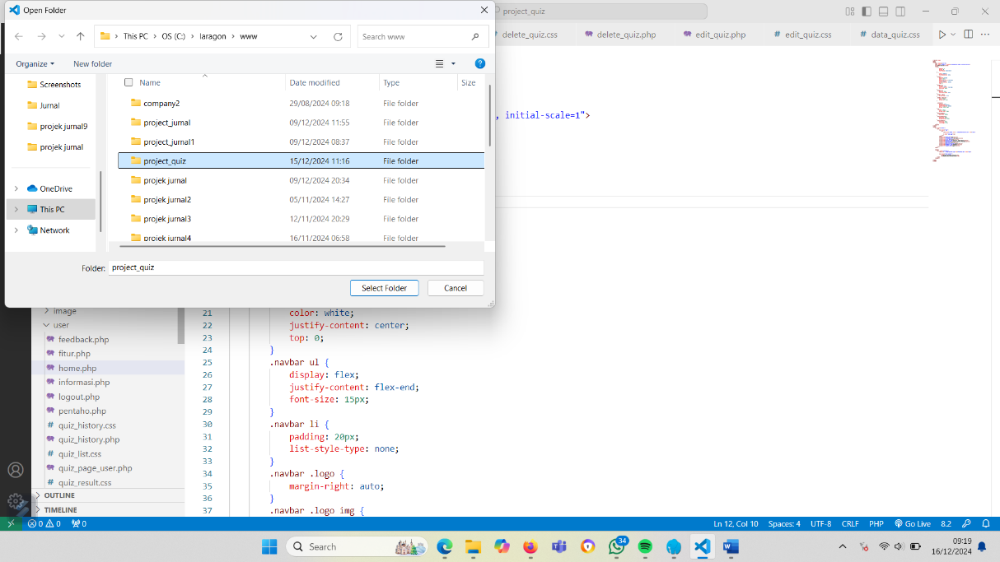 Open Folder
project_quiz
This PC > OS (C:) > laragon > www
Search www
delete_quiz.css
delete_quiz.php
edit_quiz.php
edit_quiz.css
data_quiz.css
Organize
New folder
Screenshots
Jurnal
projek jurnal9
projek jurnal
OneDrive
This PC
Network
Name
Date modified
Type
Size
company2 29/08/2024 09:18 File folder
project_jurnal 09/12/2024 11:55 File folder
project_jurnal1 09/12/2024 08:37 File folder
project_quiz 15/12/2024 11:16 File folder
projek jurnal 09/12/2024 20:34 File folder
projek jurnal2 05/11/2024 14:27 File folder
projek jurnal3 12/11/2024 20:29 File folder
projek jurnal4 16/11/2024 06:58 File folder
Folder: project_quiz
Select Folder
Cancel
, initial-scale=1">
image
user
feedback.php
fitur.php
home.php
informasi.php
logout.php
pentaho.php
# quiz_history.css
quiz_history.php
# quiz_list.css
quiz_page_user.php
# quiz_result.css
OUTLINE
TIMELINE
21 color: white;
22 justify-content: center;
23 top: 0;
24 }
25 .navbar ul {
26 display: flex;
27 justify-content: flex-end;
28 font-size: 15px;
29 }
30 .navbar li {
31 padding: 20px;
32 list-style-type: none;
33 }
34 .navbar .logo {
35 margin-right: auto;
36 }
37 .navbar .logo img {
0 0 0
Ln 12, Col 10
Spaces: 4
UTF-8
CRLF
PHP
Go Live
8.2
Search
34
09:19
16/12/2024